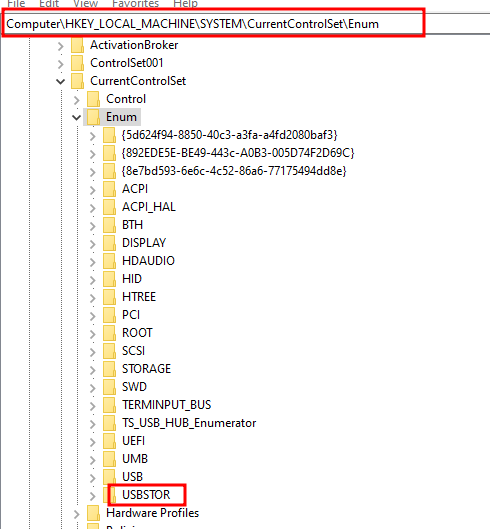 File Edit View Favorites Help
Computer\HKEY_LOCAL_MACHINE\SYSTEM\CurrentControlSet\Enum
ActivationBroker
ControlSet001
CurrentControlSet
Control
Enum
{5d624f94-8850-40c3-a3fa-a4fd2080baf3}
{892EDE5E-BE49-443c-A0B3-005D74F2D69C}
{8e7bd593-6e6c-4c52-86a6-77175494dd8e}
ACPI
ACPI_HAL
BTH
DISPLAY
HDAUDIO
HID
HTREE
PCI
ROOT
SCSI
STORAGE
SWD
TERMINPUT_BUS
TS_USB_HUB_Enumerator
UEFI
UMB
USB
USBSTOR
Hardware Profiles